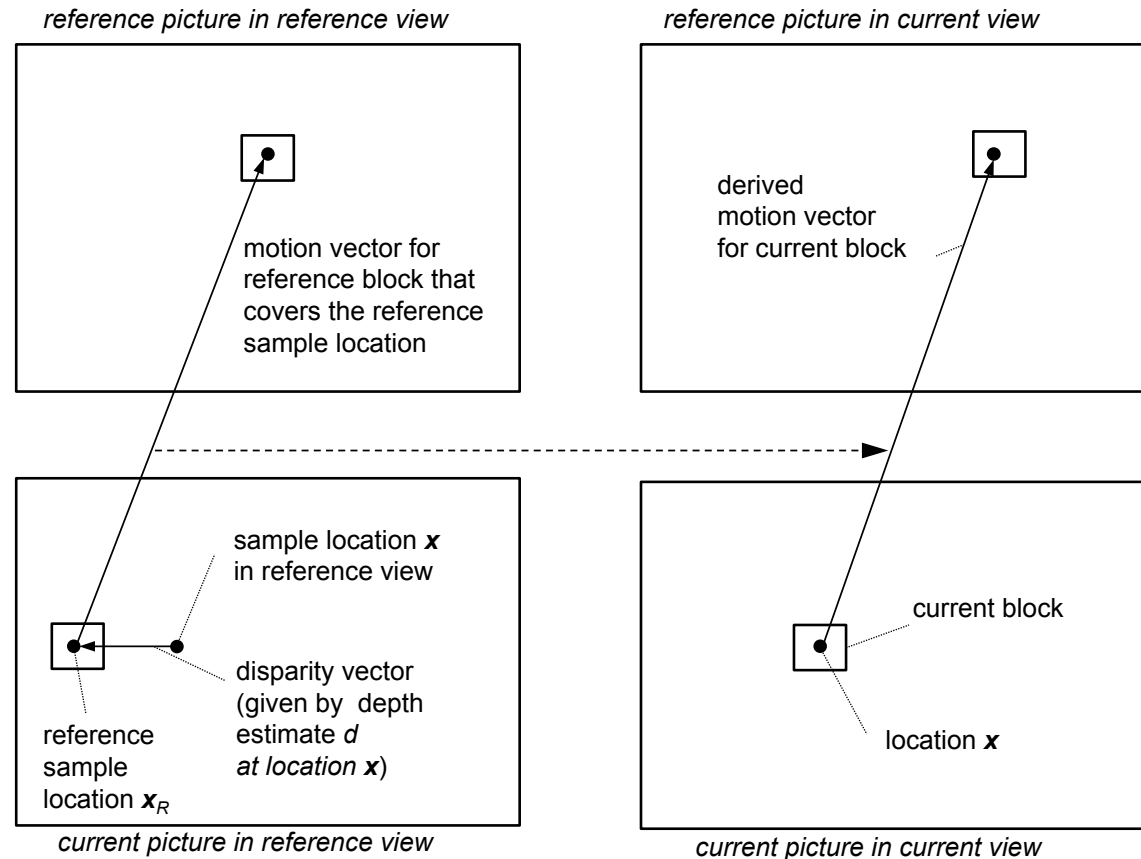 reference picture in reference view
reference picture in current view
motion vector for
reference block that
covers the reference
sample location
derived
motion vector
for current block
sample location x
in reference view
disparity vector
(given by depth
estimate d
at location x)
reference
sample
location xR
current block
location x
current picture in reference view
current picture in current view